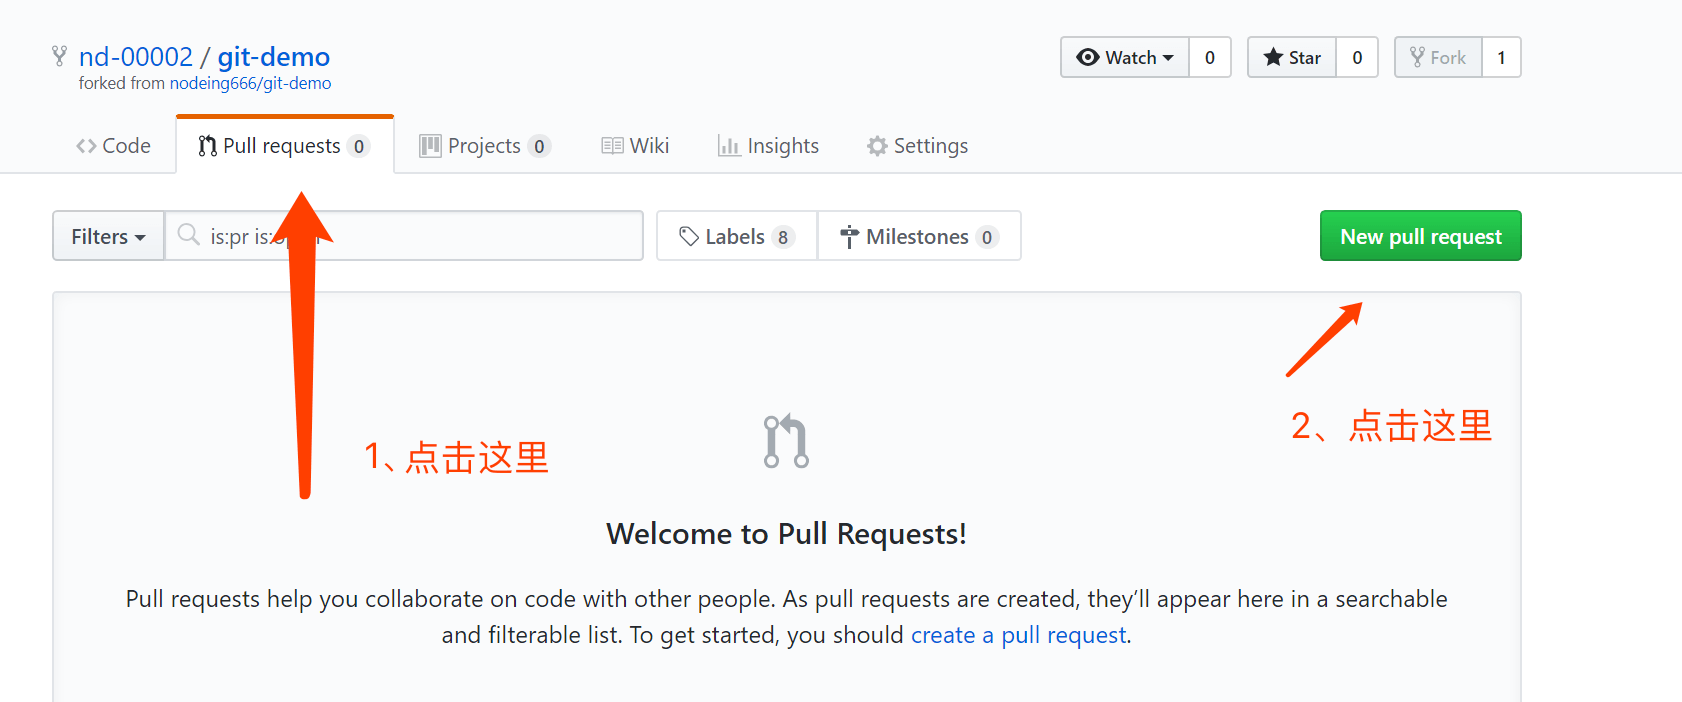 nd-00002 / git-demo
forked from nodeing666/git-demo
Watch 0 Star 0 Fork 1
Code Pull requests 0 Projects 0 Wiki Insights Settings
Filters is:pr Labels 8 Milestones 0 New pull request
1、点击这里
2、点击这里
Welcome to Pull Requests!
Pull requests help you collaborate on code with other people. As pull requests are created, they’ll appear here in a searchable
and filterable list. To get started, you should create a pull request.